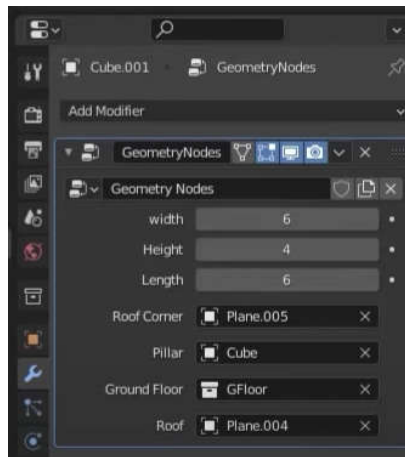 Cube.001 GeometryNodes
Add Modifier
GeometryNodes
Geometry Nodes
width 6
Height 4
Length 6
Roof Corner Plane.005
Pillar Cube
Ground Floor GFloor
Roof Plane.004